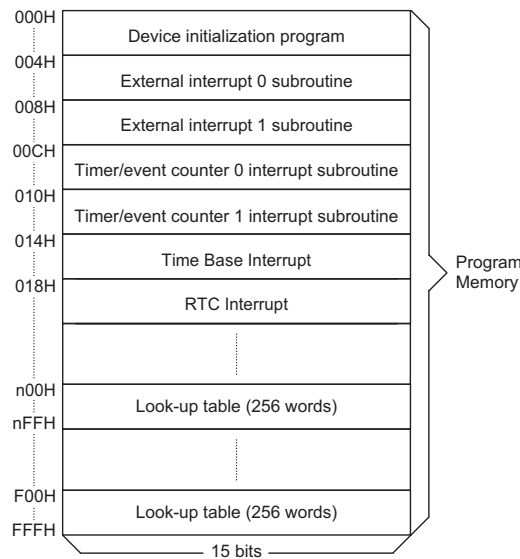 000H
Device initialization program
004H
External interrupt 0 subroutine
008H
External interrupt 1 subroutine
00CH
Timer/event counter 0 interrupt subroutine
010H
Timer/event counter 1 interrupt subroutine
014H
Time Base Interrupt
018H
RTC Interrupt
Program
Memory
n00H
Look-up table (256 words)
nFFH
F00H
Look-up table (256 words)
FFFH
15 bits